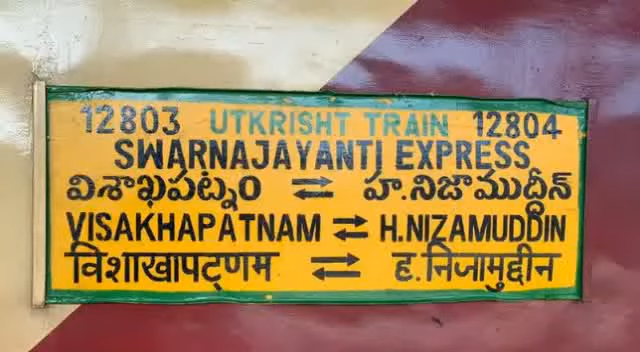 12803 UTKRISHT TRAIN 12804
SWARNAJAYANTI EXPRESS
విశాఖపట్నం ⇄ హ.నిజాముద్దీన్
VISAKHAPATNAM ⇄ H.NIZAMUDDIN
विशाखापट्णम ⇄ ह.निजामुद्दीन